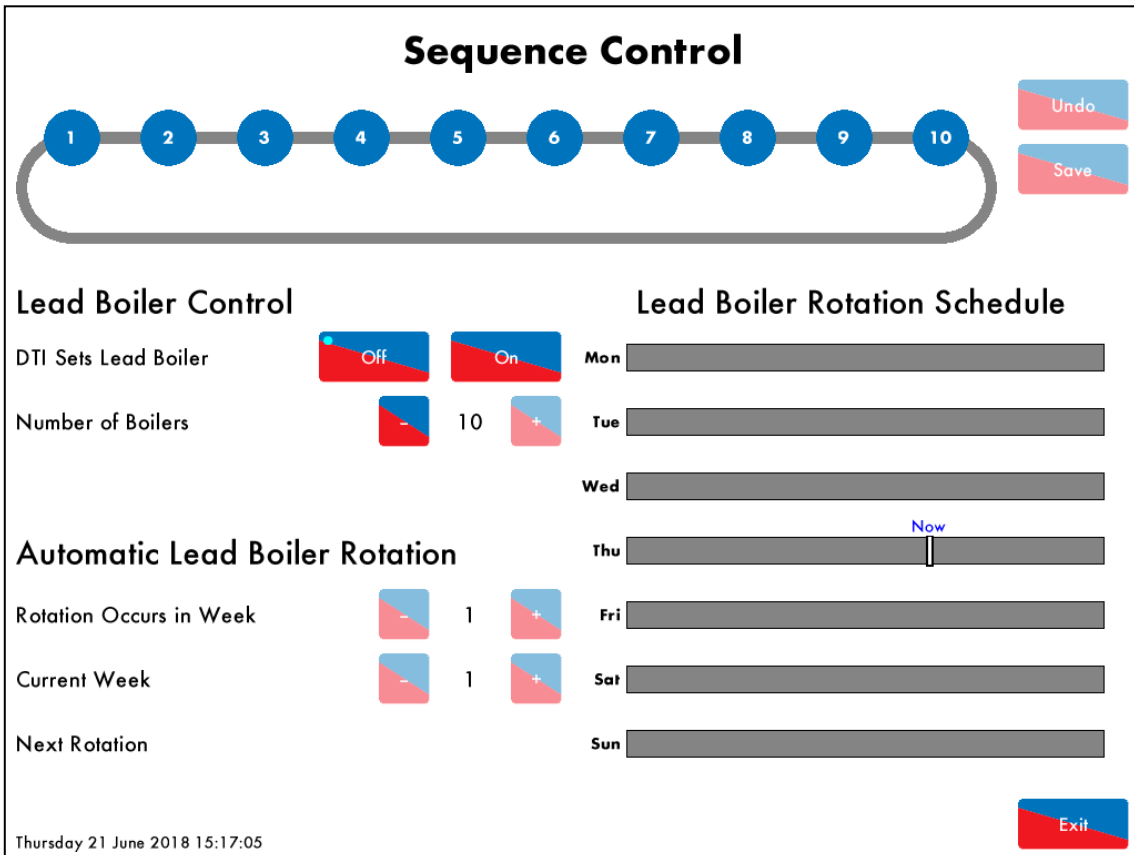 Sequence Control
1 2 3 4 5 6 7 8 9 10
Undo
Save
Lead Boiler Control
DTI Sets Lead Boiler Off On
Number of Boilers - 10 +
Automatic Lead Boiler Rotation
Rotation Occurs in Week - 1 +
Current Week - 1 +
Next Rotation
Lead Boiler Rotation Schedule
Mon
Tue
Wed
Now
Thu
Fri
Sat
Sun
Thursday 21 June 2018 15:17:05
Exit